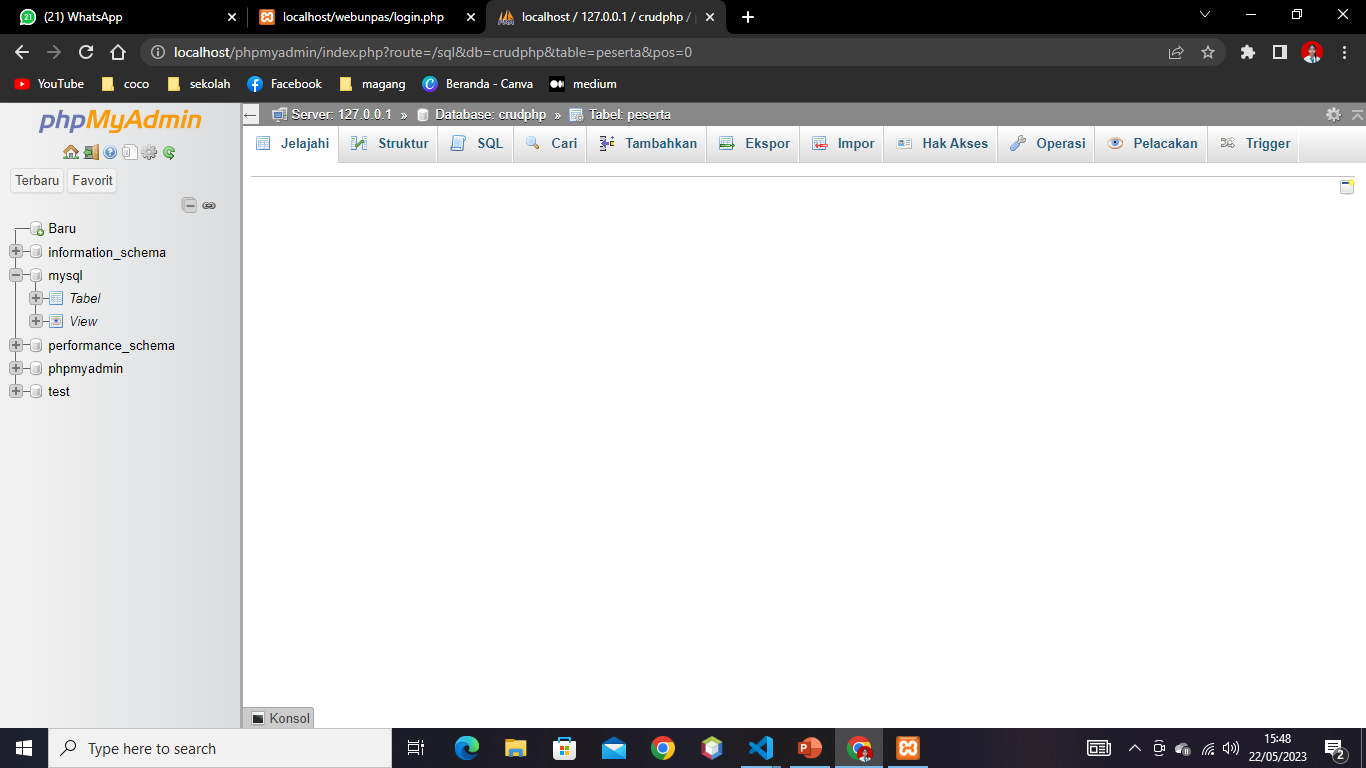 (21) WhatsApp
localhost/webunpas/login.php
localhost / 127.0.0.1 / crudphp /
localhost/phpmyadmin/index.php?route=/sql&db=crudphp&table=peserta&pos=0
YouTube
coco
sekolah
Facebook
magang
Beranda - Canva
medium
phpMyAdmin
Server: 127.0.0.1 » Database: crudphp » Tabel: peserta
Jelajahi
Struktur
SQL
Cari
Tambahkan
Ekspor
Impor
Hak Akses
Operasi
Pelacakan
Trigger
Terbaru
Favorit
Baru
information_schema
mysql
Tabel
View
performance_schema
phpmyadmin
test
Konsol
Type here to search
15:48
22/05/2023
2